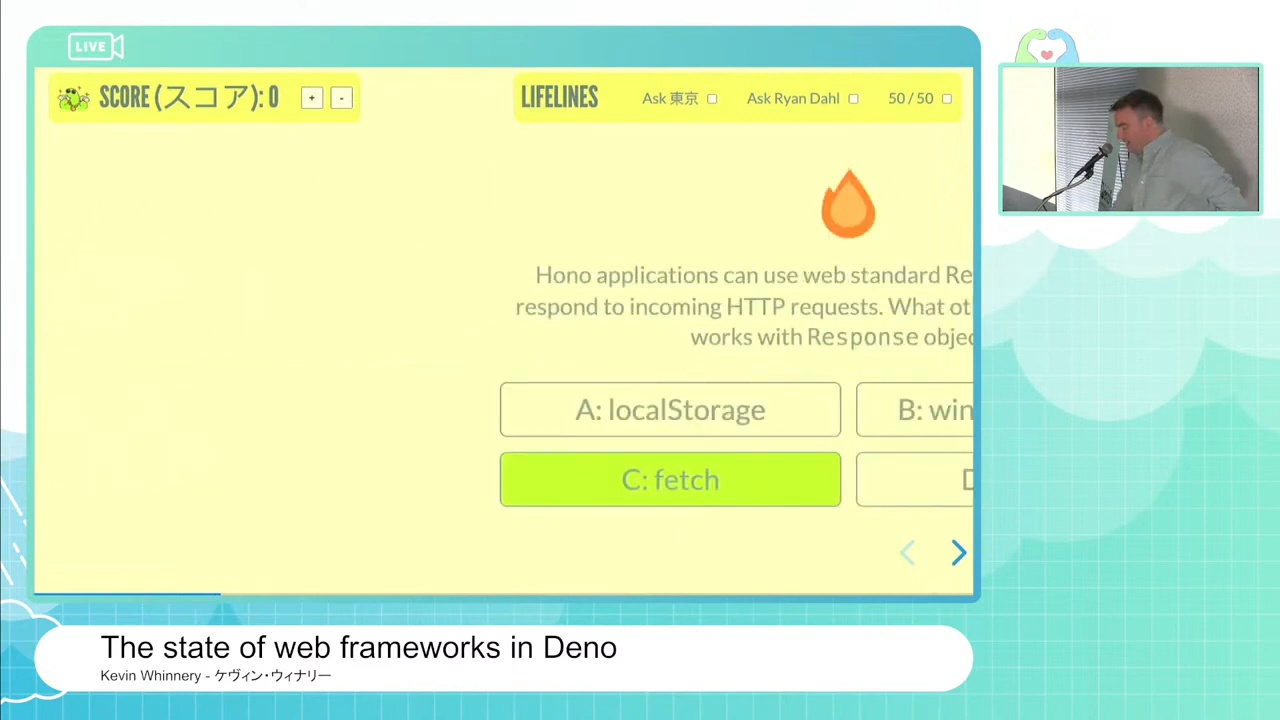 LIVE
SCORE (スコア): 0 + -
LIFELINES Ask 東京 Ask Ryan Dahl 50 / 50
Hono applications can use web standard Re
respond to incoming HTTP requests. What ot
works with Response objec
A: localStorage
B: win
C: fetch
D
The state of web frameworks in Deno
Kevin Whinnery - ケヴィン・ウィナリー